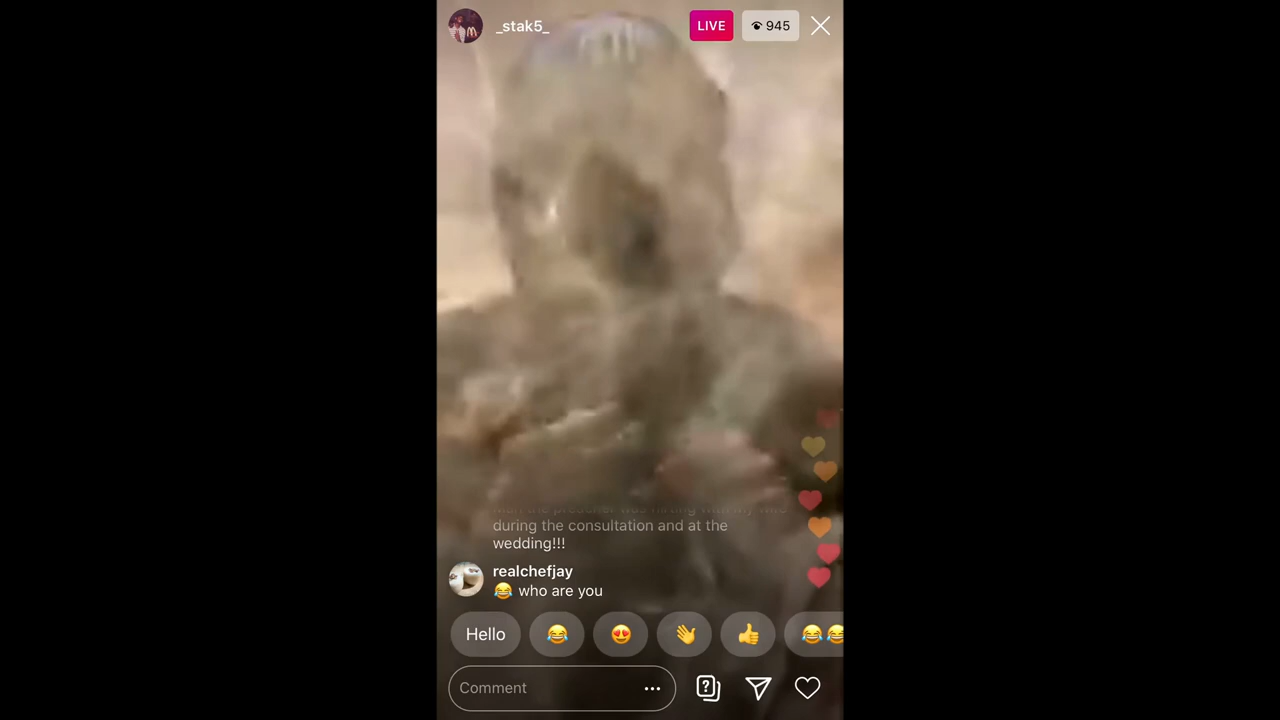 _stak5_
LIVE
945
during the consultation and at the
wedding!!!
realchefjay
😂 who are you
Hello
Comment